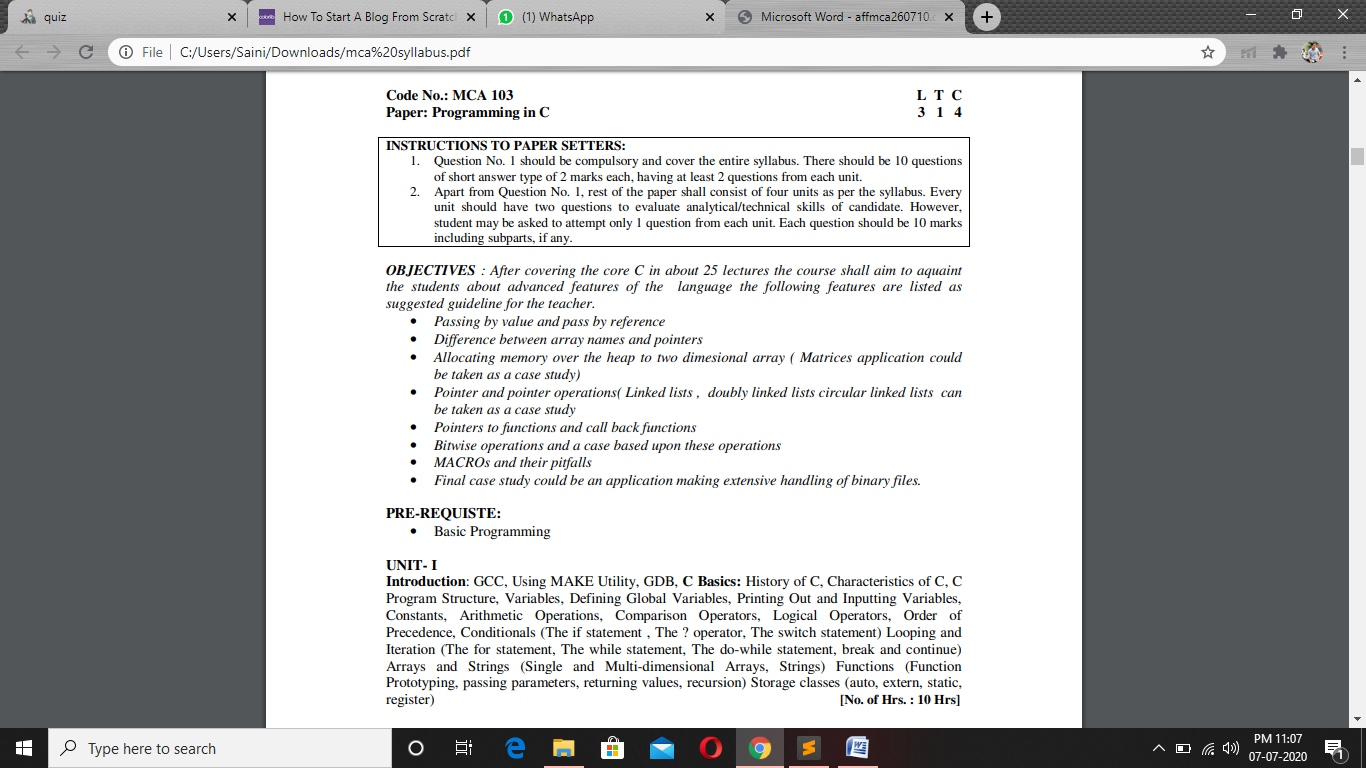 quiz
How To Start A Blog From Scratc
(1) WhatsApp
Microsoft Word - affmca260710.
File C:/Users/Saini/Downloads/mca%20syllabus.pdf
Code No.: MCA 103 L T C
Paper: Programming in C 3 1 4
INSTRUCTIONS TO PAPER SETTERS:
1. Question No. 1 should be compulsory and cover the entire syllabus. There should be 10 questions
of short answer type of 2 marks each, having at least 2 questions from each unit.
2. Apart from Question No. 1, rest of the paper shall consist of four units as per the syllabus. Every
unit should have two questions to evaluate analytical/technical skills of candidate. However,
student may be asked to attempt only 1 question from each unit. Each question should be 10 marks
including subparts, if any.
OBJECTIVES : After covering the core C in about 25 lectures the course shall aim to aquaint
the students about advanced features of the language the following features are listed as
suggested guideline for the teacher.
• Passing by value and pass by reference
• Difference between array names and pointers
• Allocating memory over the heap to two dimesional array ( Matrices application could
be taken as a case study)
• Pointer and pointer operations( Linked lists , doubly linked lists circular linked lists can
be taken as a case study
• Pointers to functions and call back functions
• Bitwise operations and a case based upon these operations
• MACROs and their pitfalls
• Final case study could be an application making extensive handling of binary files.
PRE-REQUISTE:
• Basic Programming
UNIT- I
Introduction: GCC, Using MAKE Utility, GDB, C Basics: History of C, Characteristics of C, C
Program Structure, Variables, Defining Global Variables, Printing Out and Inputting Variables,
Constants, Arithmetic Operations, Comparison Operators, Logical Operators, Order of
Precedence, Conditionals (The if statement , The ? operator, The switch statement) Looping and
Iteration (The for statement, The while statement, The do-while statement, break and continue)
Arrays and Strings (Single and Multi-dimensional Arrays, Strings) Functions (Function
Prototyping, passing parameters, returning values, recursion) Storage classes (auto, extern, static,
register) [No. of Hrs. : 10 Hrs]
Type here to search
PM 11:07
07-07-2020
1